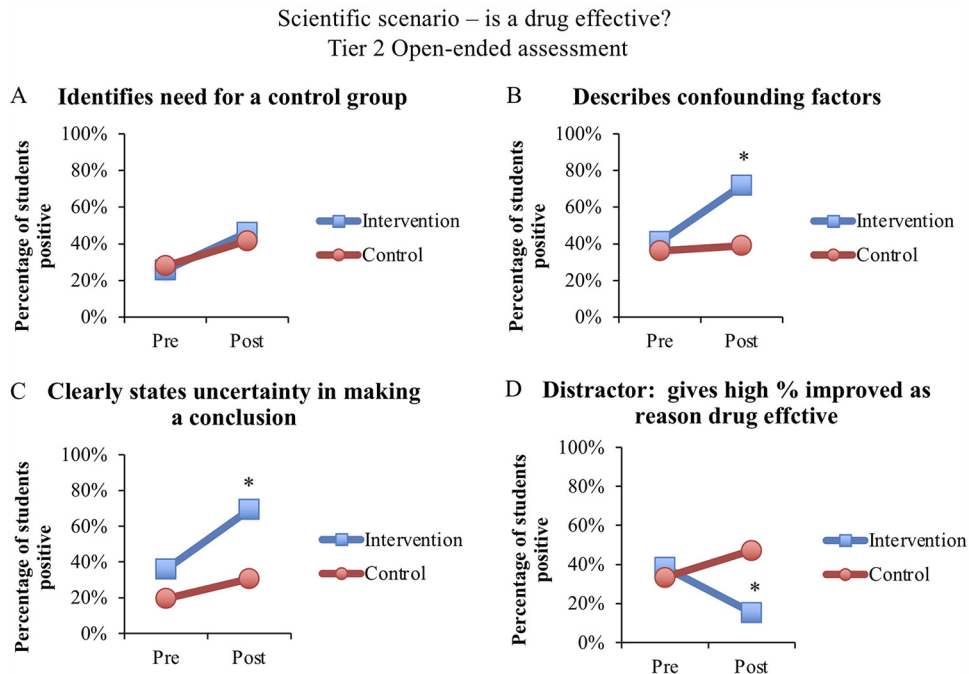 Scientific scenario – is a drug effective?
Tier 2 Open-ended assessment
A Identifies need for a control group
Percentage of students
positive
100%
80%
60%
40%
20%
0%
Pre Post
Intervention
Control
B Describes confounding factors
Percentage of students
positive
100%
80%
60%
40%
20%
0%
*
Pre Post
Intervention
Control
C Clearly states uncertainty in making
a conclusion
Percentage of students
positive
100%
80%
60%
40%
20%
0%
*
Pre Post
Intervention
Control
D Distractor: gives high % improved as
reason drug effctive
Percentage of students
positive
100%
80%
60%
40%
20%
0%
*
Pre Post
Intervention
Control